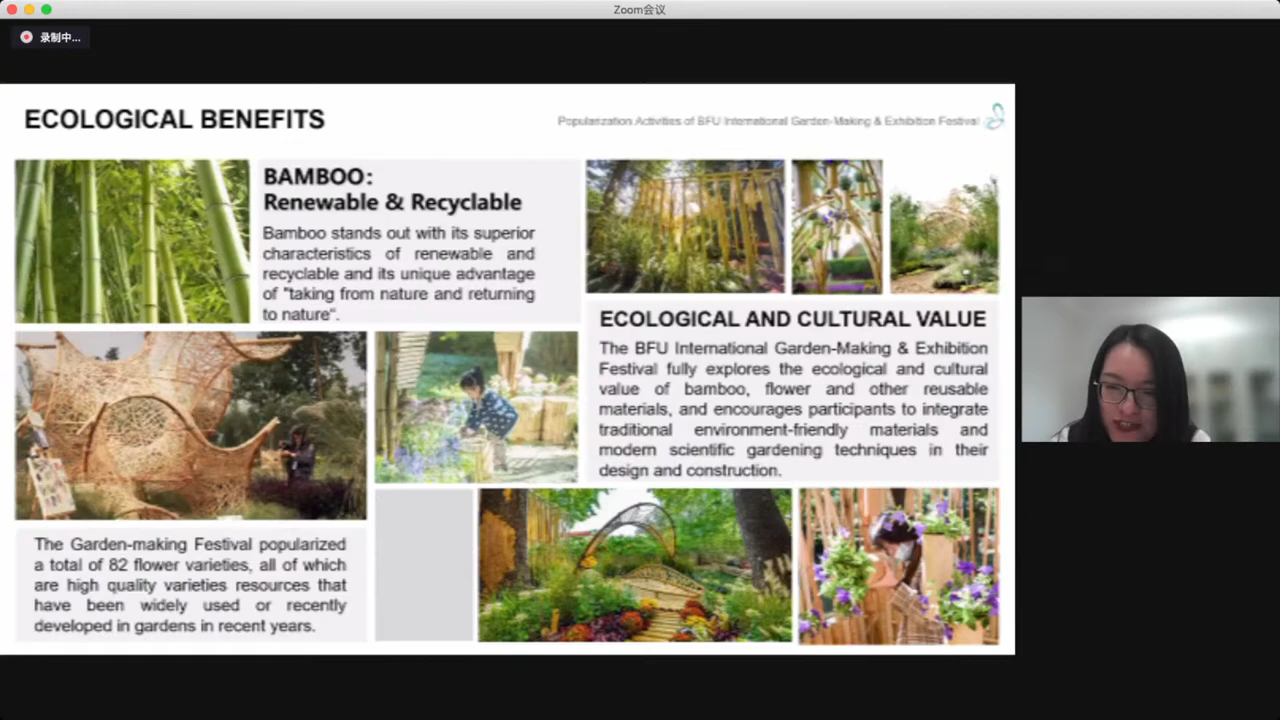 Zoom会议
录制中...
ECOLOGICAL BENEFITS
Popularization Activities of BFU International Garden-Making & Exhibition Festival
BAMBOO:
Renewable & Recyclable
Bamboo stands out with its superior
characteristics of renewable and
recyclable and its unique advantage
of "taking from nature and returning
to nature".
ECOLOGICAL AND CULTURAL VALUE
The BFU International Garden-Making & Exhibition
Festival fully explores the ecological and cultural
value of bamboo, flower and other reusable
materials, and encourages participants to integrate
traditional environment-friendly materials and
modern scientific gardening techniques in their
design and construction.
The Garden-making Festival popularized
a total of 82 flower varieties, all of which
are high quality varieties resources that
have been widely used or recently
developed in gardens in recent years.